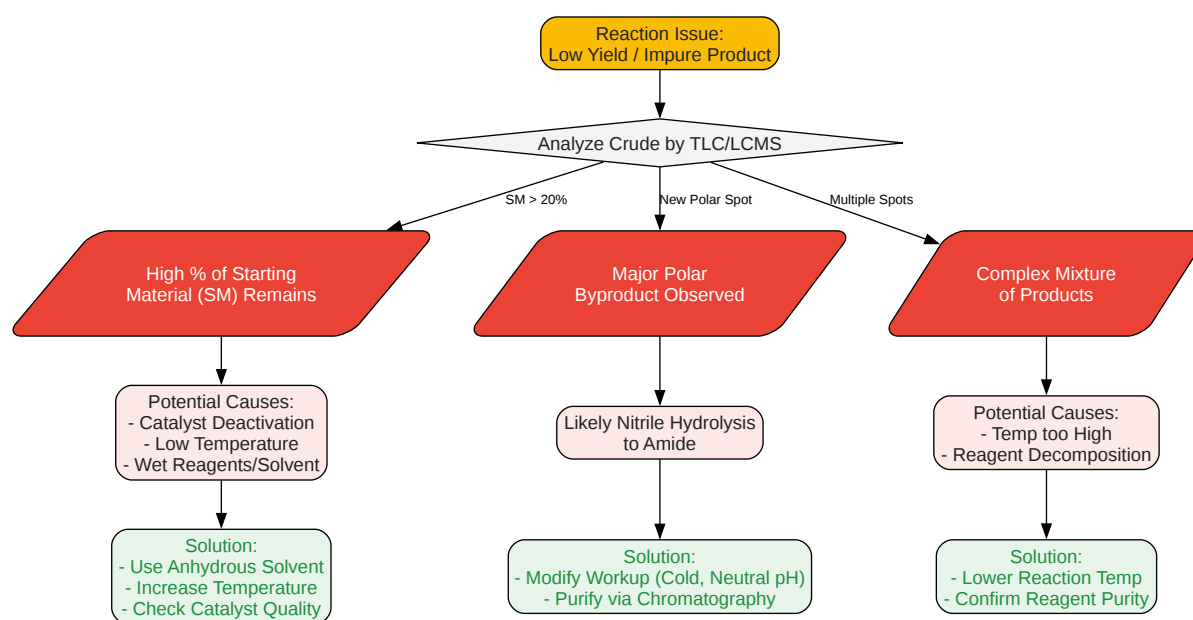 Reaction Issue:
Low Yield / Impure Product
Analyze Crude by TLC/LCMS
SM > 20%
New Polar Spot
Multiple Spots
High % of Starting
Material (SM) Remains
Major Polar
Byproduct Observed
Complex Mixture
of Products
Potential Causes:
- Catalyst Deactivation
- Low Temperature
- Wet Reagents/Solvent
Likely Nitrile Hydrolysis
to Amide
Potential Causes:
- Temp too High
- Reagent Decomposition
Solution:
- Use Anhydrous Solvent
- Increase Temperature
- Check Catalyst Quality
Solution:
- Modify Workup (Cold, Neutral pH)
- Purify via Chromatography
Solution:
- Lower Reaction Temp
- Confirm Reagent Purity